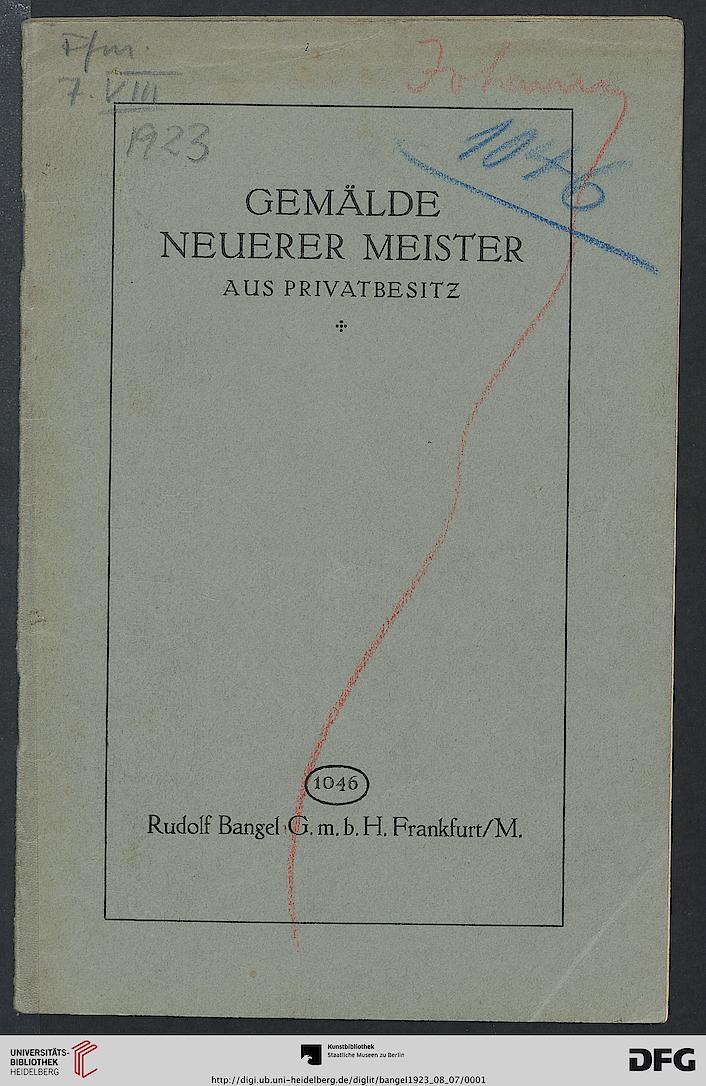 Ffm.
7. VIII
1923
1046
GEMÄLDE
NEUERER MEISTER
AUS PRIVATBESITZ
1046
Rudolf Bangel G. m. b. H. Frankfurt/M.
UNIVERSITÄTS-
BIBLIOTHEK
HEIDELBERG
Kunstbibliothek
Staatliche Museen zu Berlin
DFG
http://digi.ub.uni-heidelberg.de/diglit/bangel1923_08_07/0001